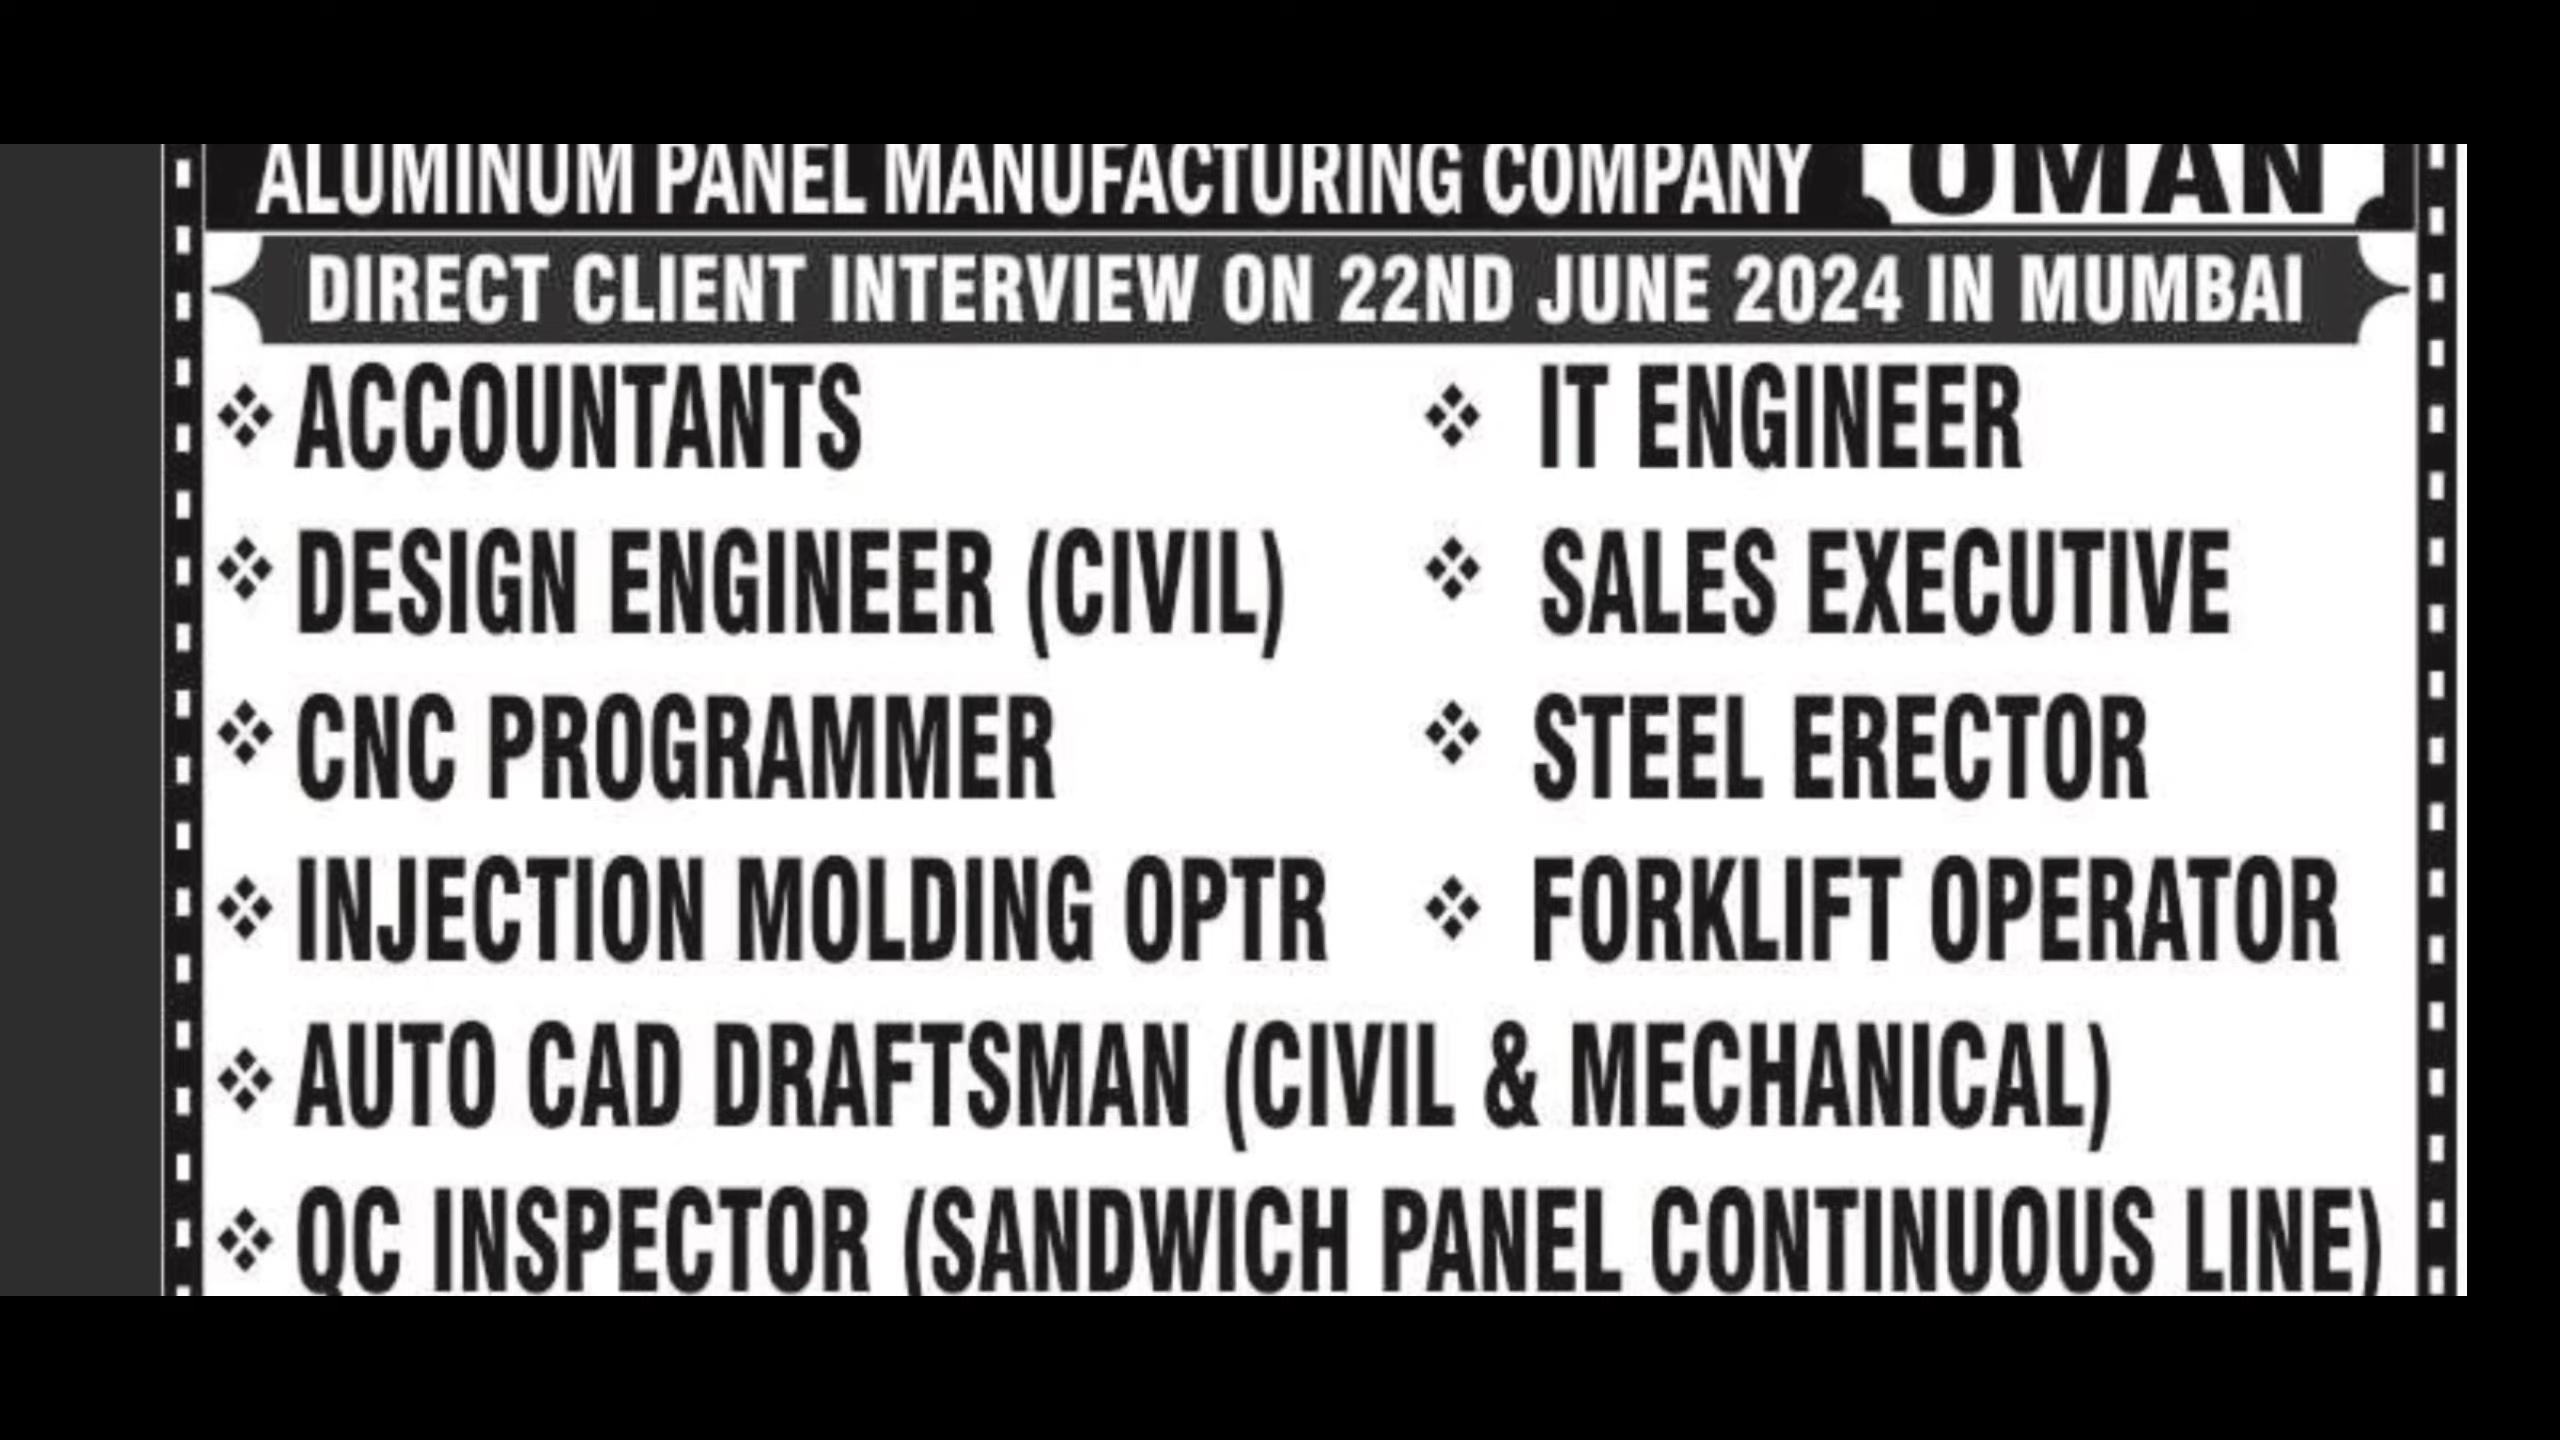 ALUMINUM PANEL MANUFACTURING COMPANY OMAN
DIRECT CLIENT INTERVIEW ON 22ND JUNE 2024 IN MUMBAI
❖ ACCOUNTANTS ❖ IT ENGINEER
❖ DESIGN ENGINEER (CIVIL) ❖ SALES EXECUTIVE
❖ CNC PROGRAMMER ❖ STEEL ERECTOR
❖ INJECTION MOLDING OPTR ❖ FORKLIFT OPERATOR
❖ AUTO CAD DRAFTSMAN (CIVIL & MECHANICAL)
❖ QC INSPECTOR (SANDWICH PANEL CONTINUOUS LINE)